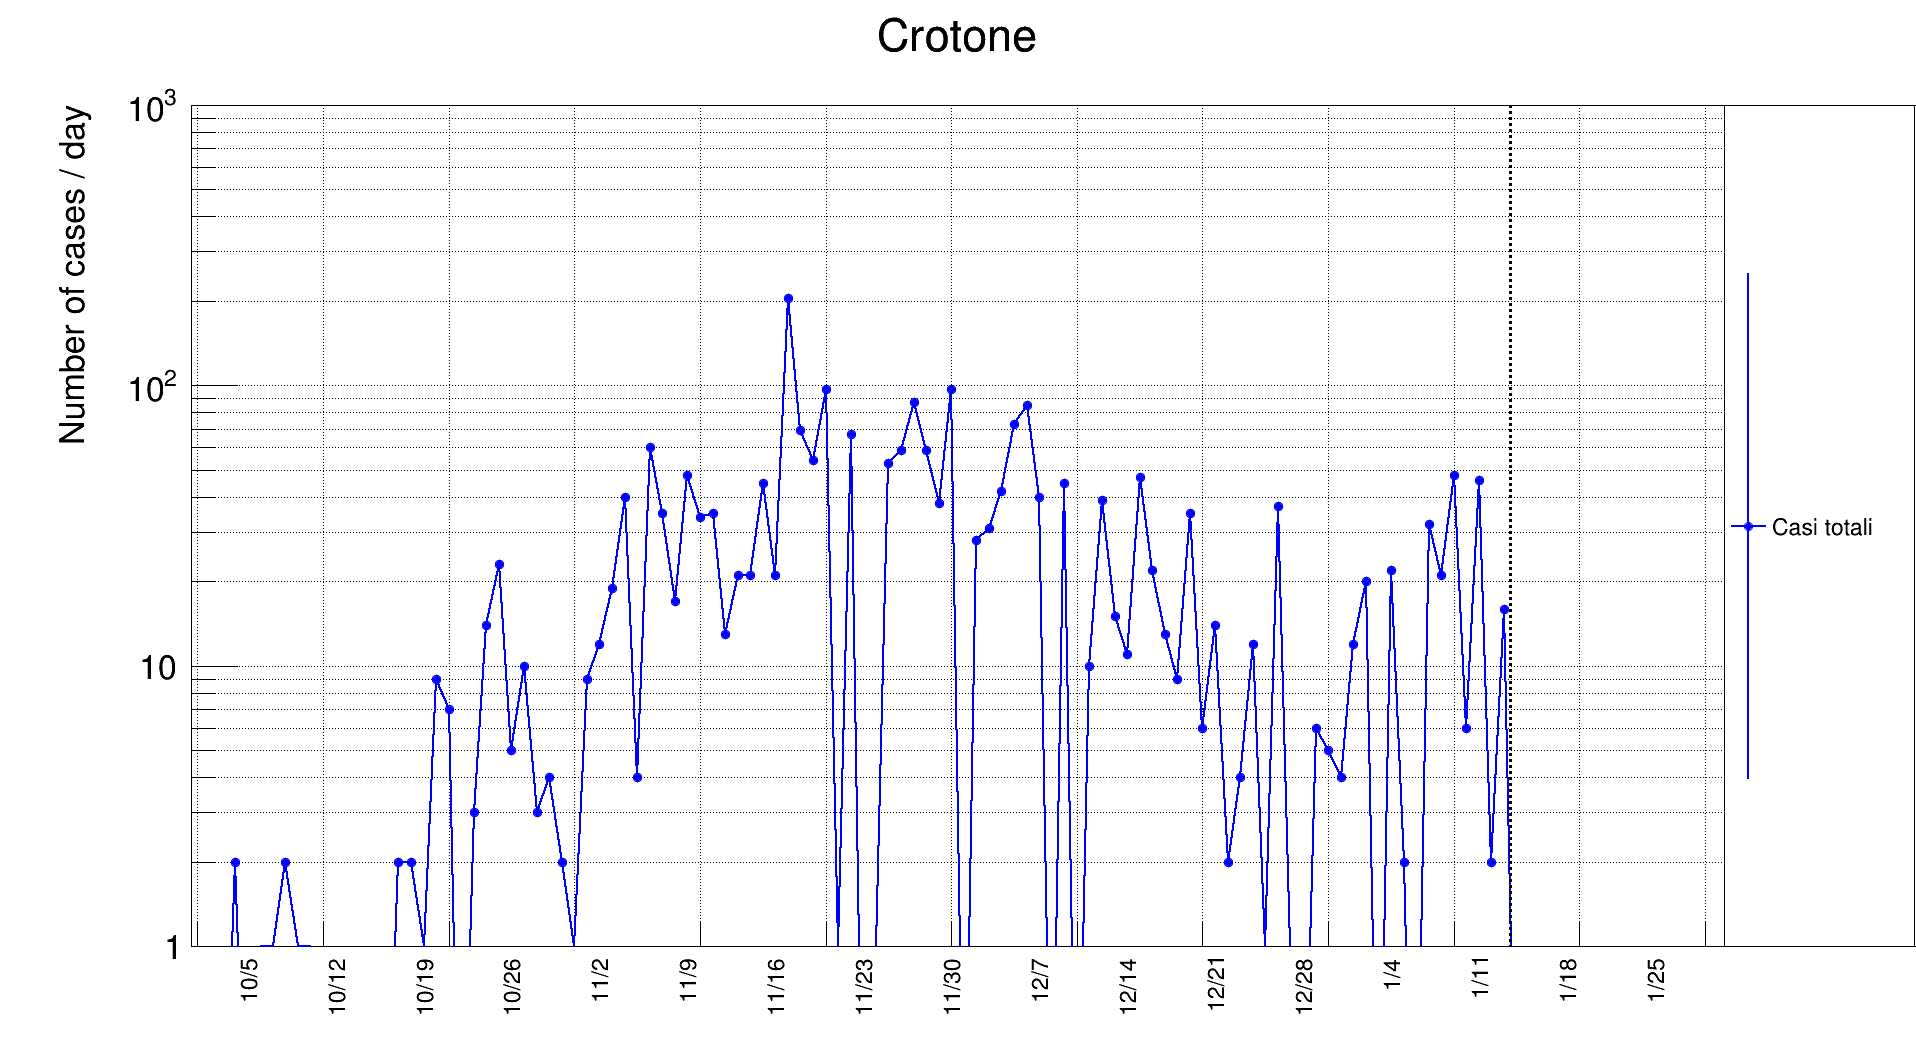 Crotone
Number of cases / day
10³
10²
10
1
10/5 10/12 10/19 10/26 11/2 11/9 11/16 11/23 11/30 12/7 12/14 12/21 12/28 1/4 1/11 1/18 1/25
Casi totali